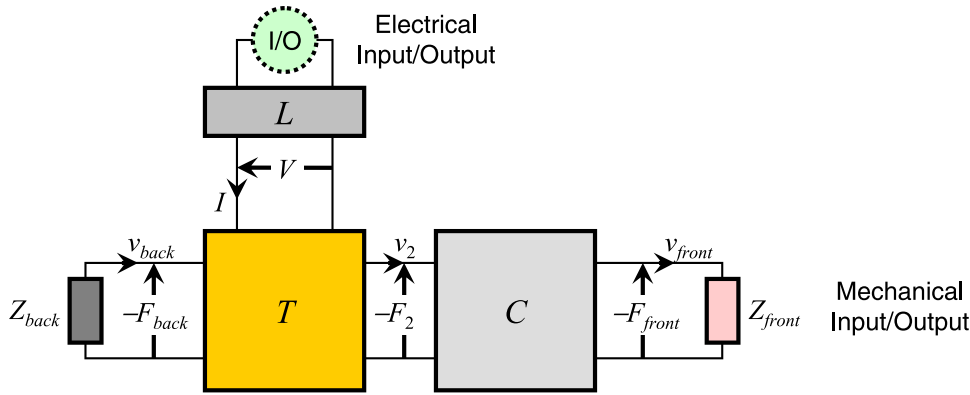 I/O
Electrical
Input/Output
L
V
I
v_back
v_2
v_front
Z_back
–F_back
T
–F_2
C
–F_front
Z_front
Mechanical
Input/Output